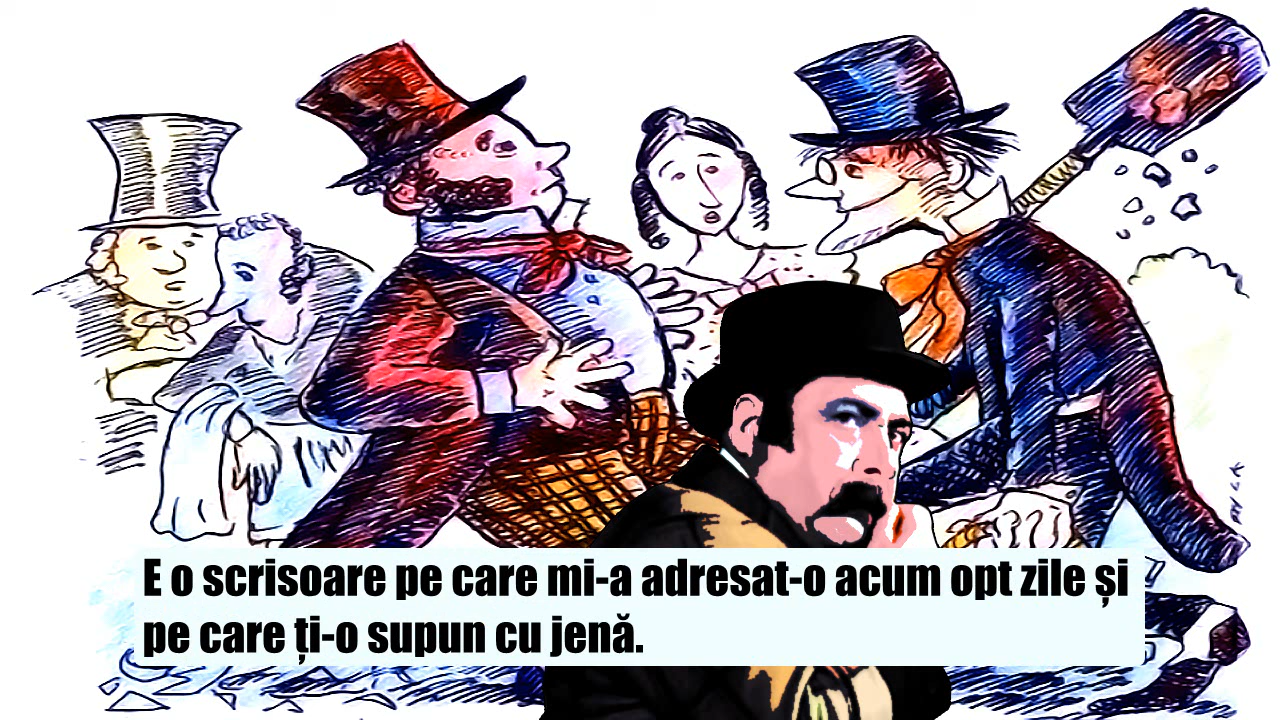 E o scrisoare pe care mi-a adresat-o acum opt zile și
pe care ți-o supun cu jenă.